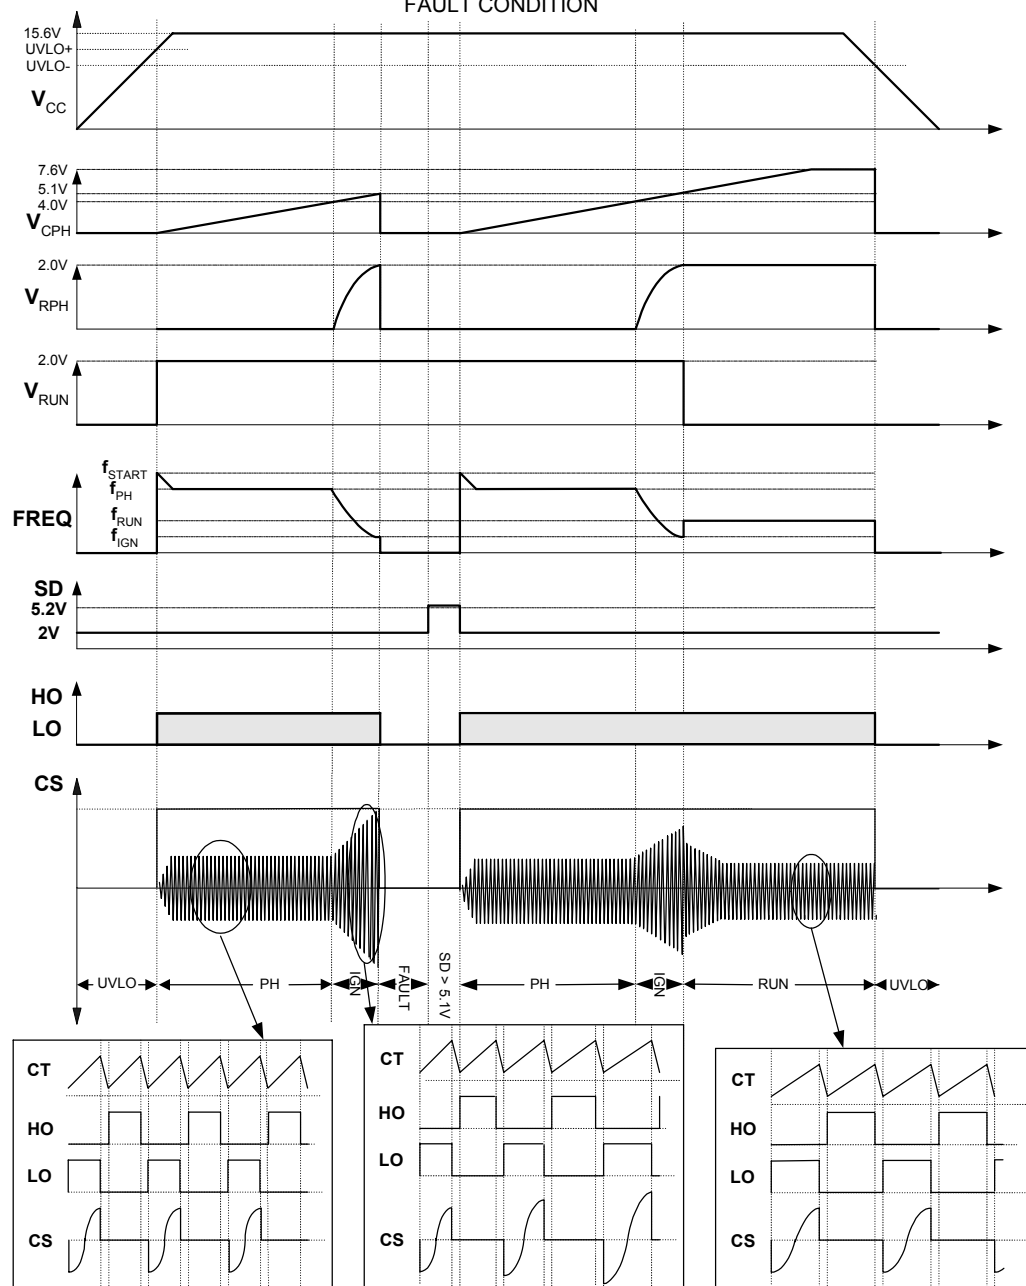 FAULT CONDITION
15.6V
UVLO+
UVLO-
VCC
7.6V
5.1V
4.0V
VCPH
2.0V
VRPH
2.0V
VRUN
fSTART
fPH
FREQ
fRUN
fIGN
SD
5.2V
2V
HO
LO
CS
UVLO
PH
IGN
FAULT
SD > 5.1V
PH
IGN
RUN
UVLO
CT
HO
LO
CS
CT
HO
LO
CS
CT
HO
LO
CS